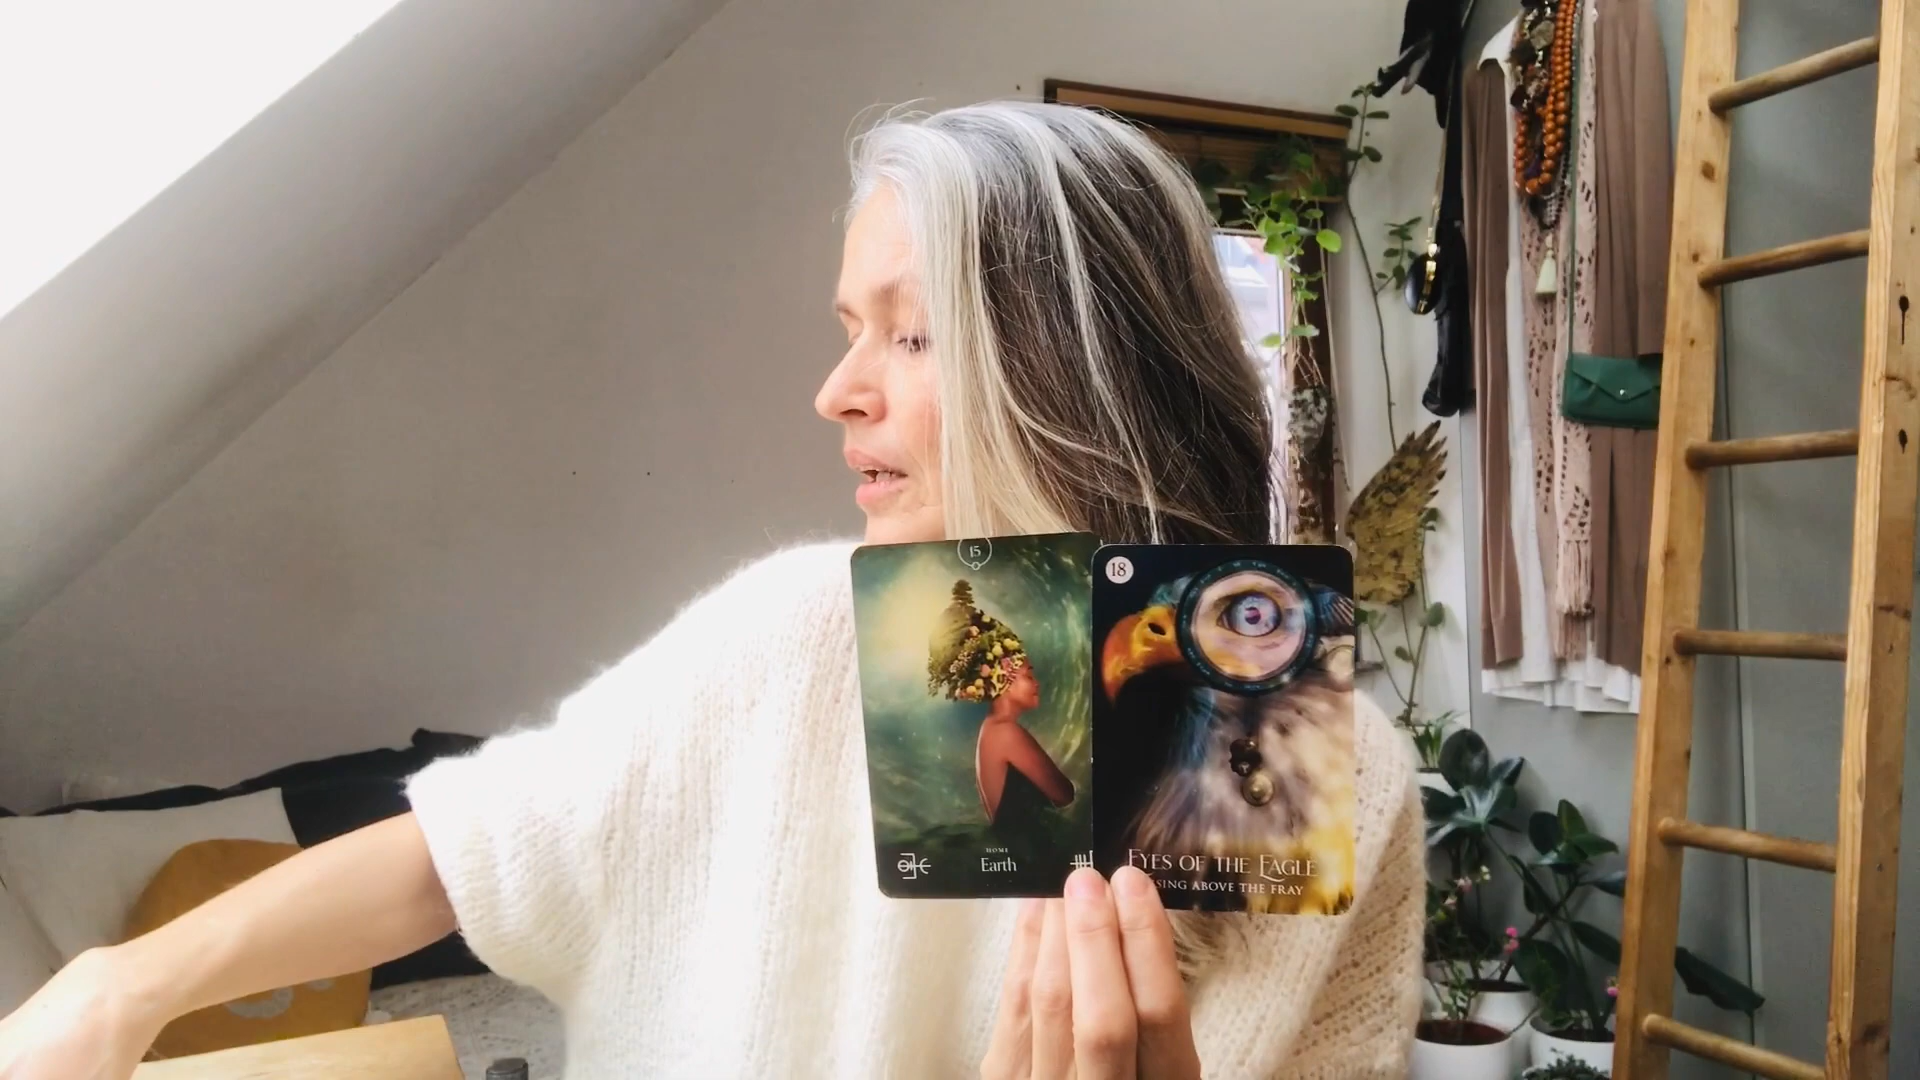 15
HOME
Earth
18
EYES OF THE EAGLE
SING ABOVE THE FRAY